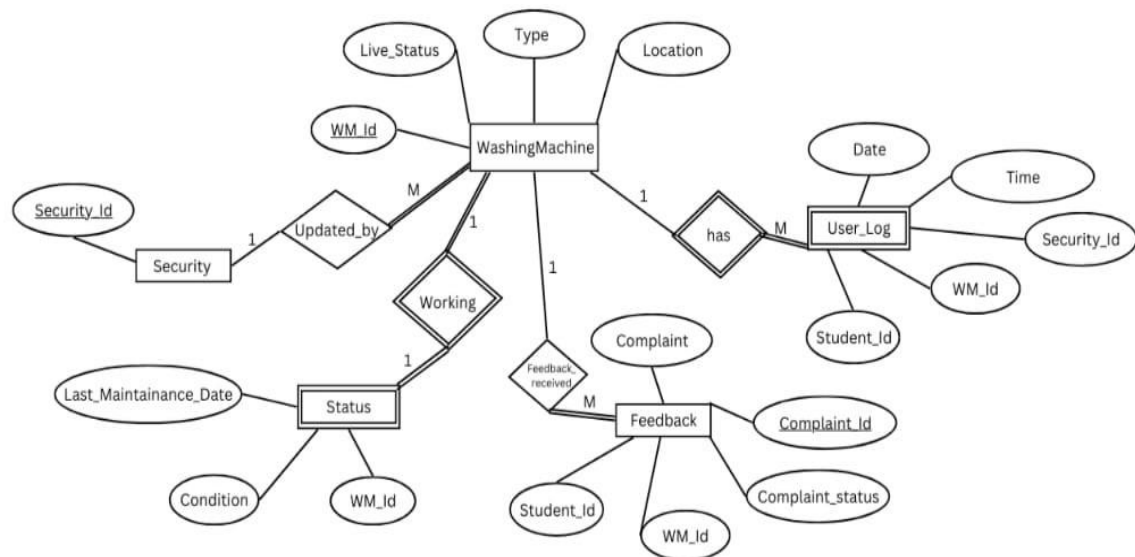 Type
Live_Status
Location
WM_Id
WashingMachine
Date
Time
Security_Id
M
1
1
Updated_by
1
Security
has
M
User_Log
Security_Id
Working
1
WM_Id
Student_Id
1
Complaint
Feedback_
received
M
Last_Maintainance_Date
Status
Feedback
Complaint_Id
Condition
WM_Id
Student_Id
WM_Id
Complaint_status